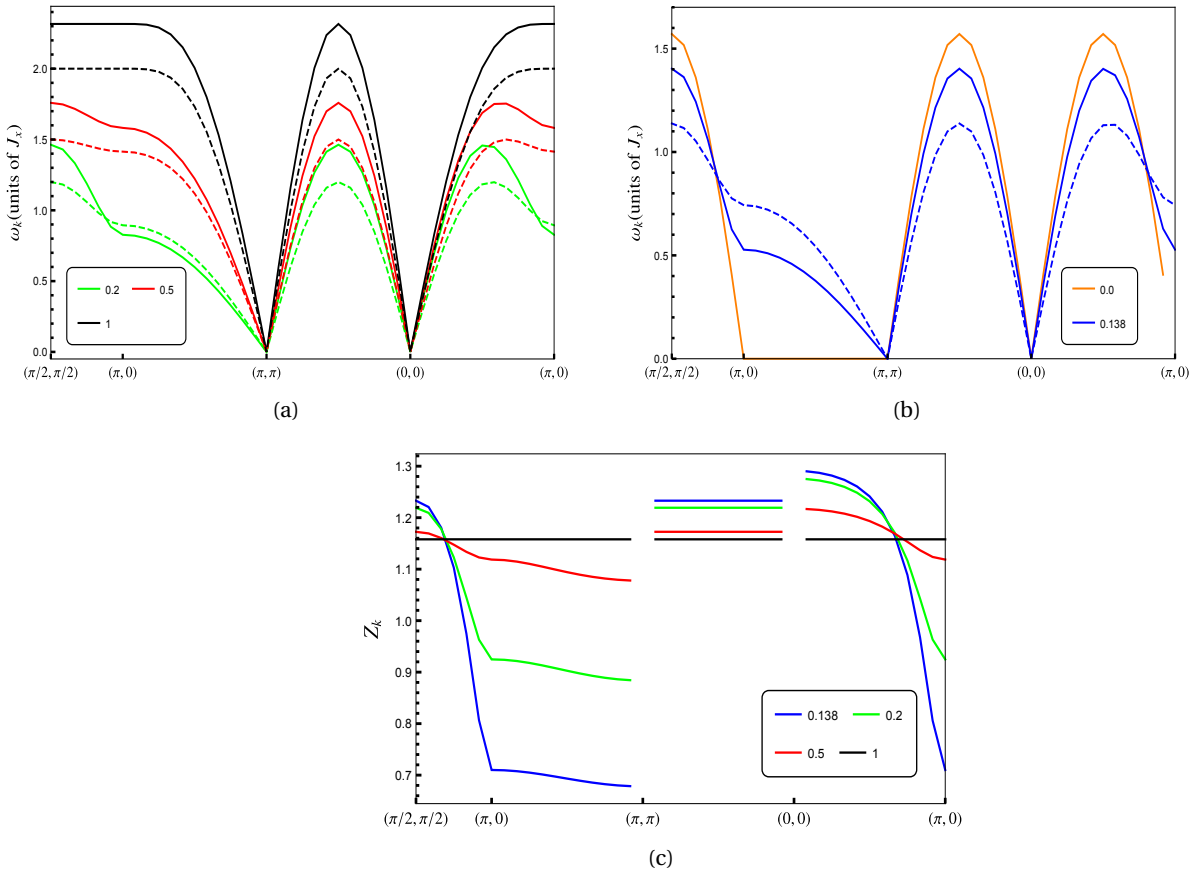 ω_k(units of J_x)
2.0
1.5
1.0
0.5
0.0
0.2
0.5
1
(π/2,π/2)
(π,0)
(π,π)
(0,0)
(π,0)
(a)
ω_k(units of J_x)
1.5
1.0
0.5
0.0
0.0
0.138
(π/2,π/2)
(π,0)
(π,π)
(0,0)
(π,0)
(b)
Z_k
1.3
1.2
1.1
1.0
0.9
0.8
0.7
0.138
0.2
0.5
1
(π/2,π/2)
(π,0)
(π,π)
(0,0)
(π,0)
(c)